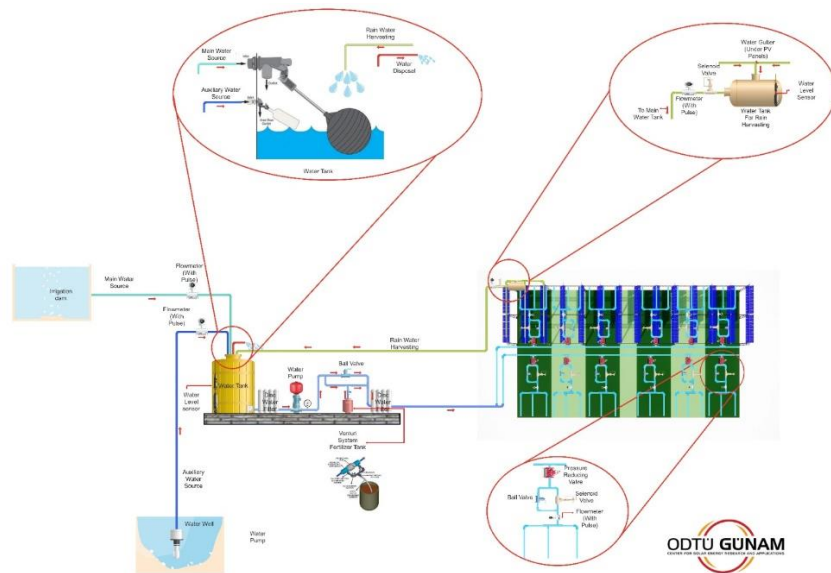 Rain Water
Harvesting
Main Water
Source
Water
Disposal
Auxiliary Water
Source
Water Tank
Water Gutter
(Under PV
Panels)
Selenoid
Valve
Flowmeter
(With
Pulse)
Water
Level
Sensor
To Main
Water Tank
Water Tank
For Rain
Harvesting
Irrigation
dam
Main Water
Source
Flowmeter
(With
Pulse)
Flowmeter
(With
Pulse)
Rain Water
Harvesting
Water Tank
Water Level
sensor
Water
Pump
Ball Valve
Disc
Water
Filter
Disc
Water
Filter
Venturi
System
Fertilizer Tank
Auxiliary
Water
Source
Water Well
Water
Pump
Pressure
Reducing
Valve
Ball Valve
Selenoid
Valve
Flowmeter
(With
Pulse)
ODTÜ GÜNAM
CENTER FOR SOLAR ENERGY RESEARCH AND APPLICATIONS